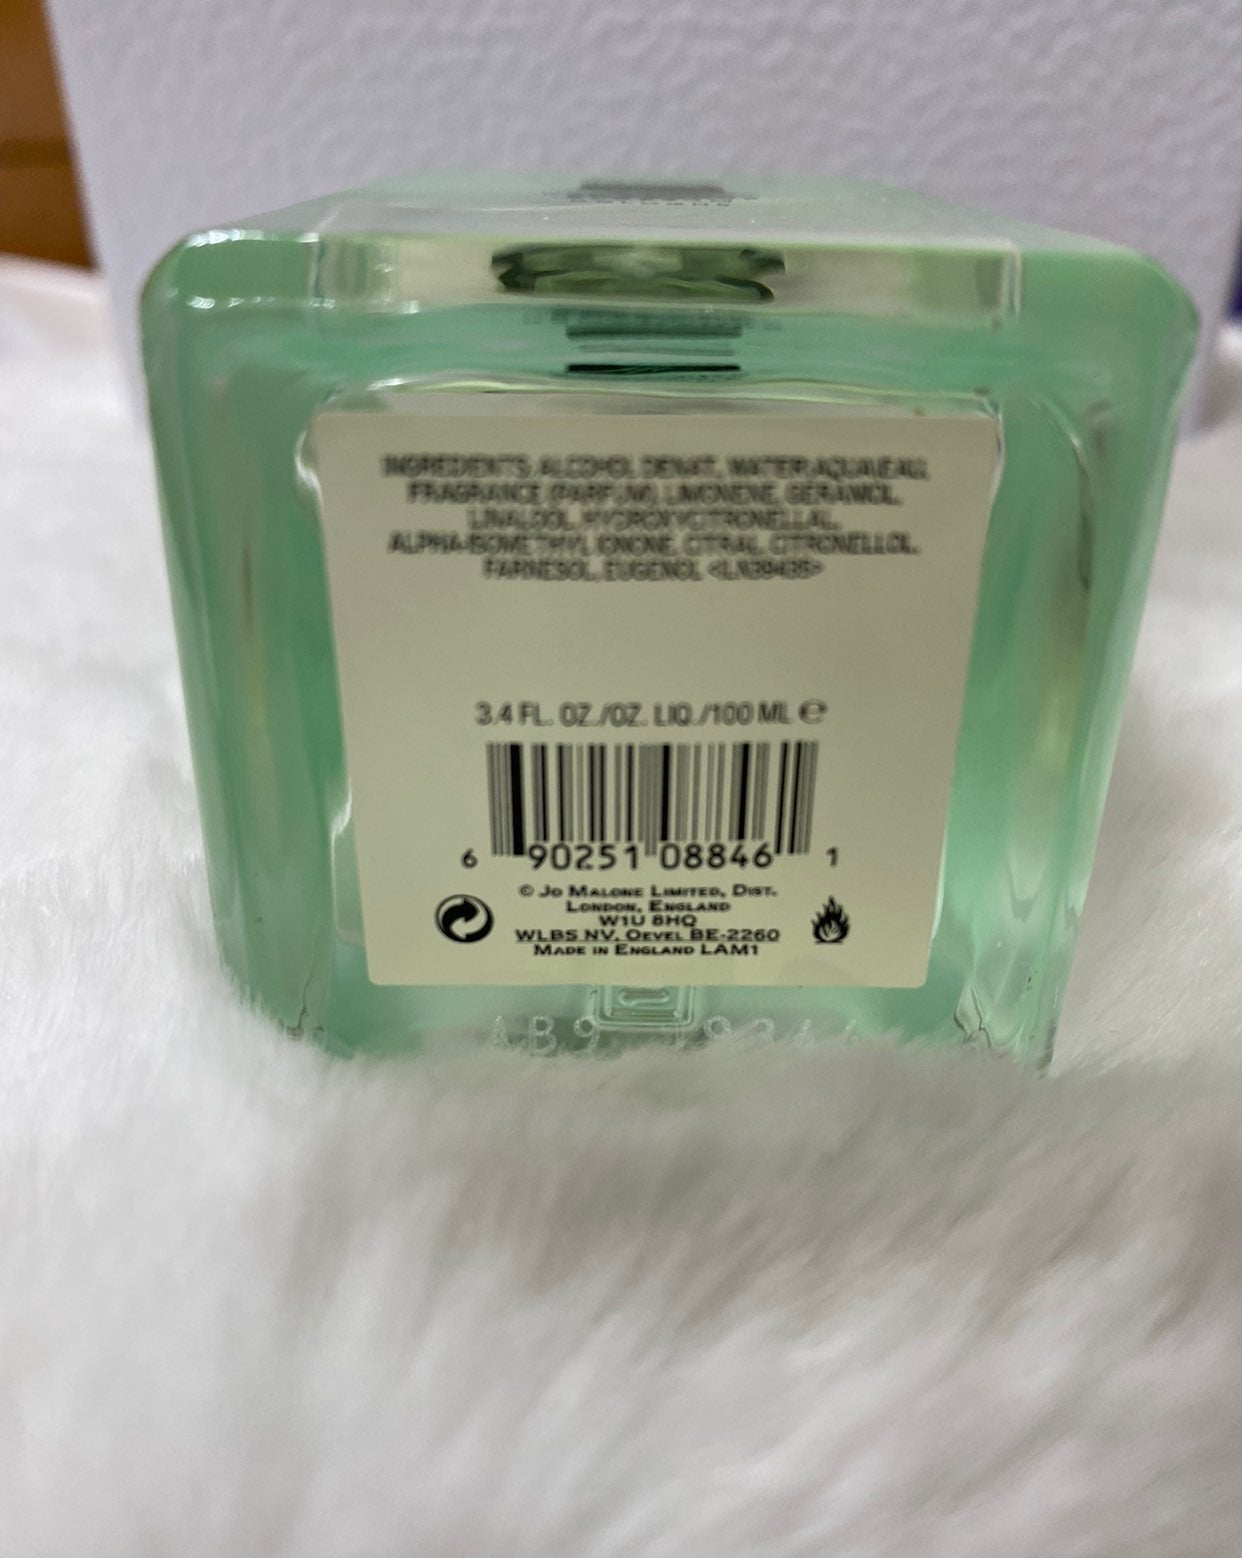 INGREDIENTS: ALCOHOL DENAT., WATER\AQUA\EAU,
FRAGRANCE (PARFUM), LIMONENE, GERANIOL,
LINALOOL, HYDROXYCITRONELLAL,
ALPHA-ISOMETHYL IONONE, CITRAL, CITRONELLOL,
FARNESOL, EUGENOL <ILN39435>
3.4 FL. OZ./OZ. LIQ./100 ML ℮
6 90251 08846 1
© Jo Malone Limited, Dist.
London, England
W1U 8HQ
WLBS NV, Oevel BE-2260
Made in England LAM1